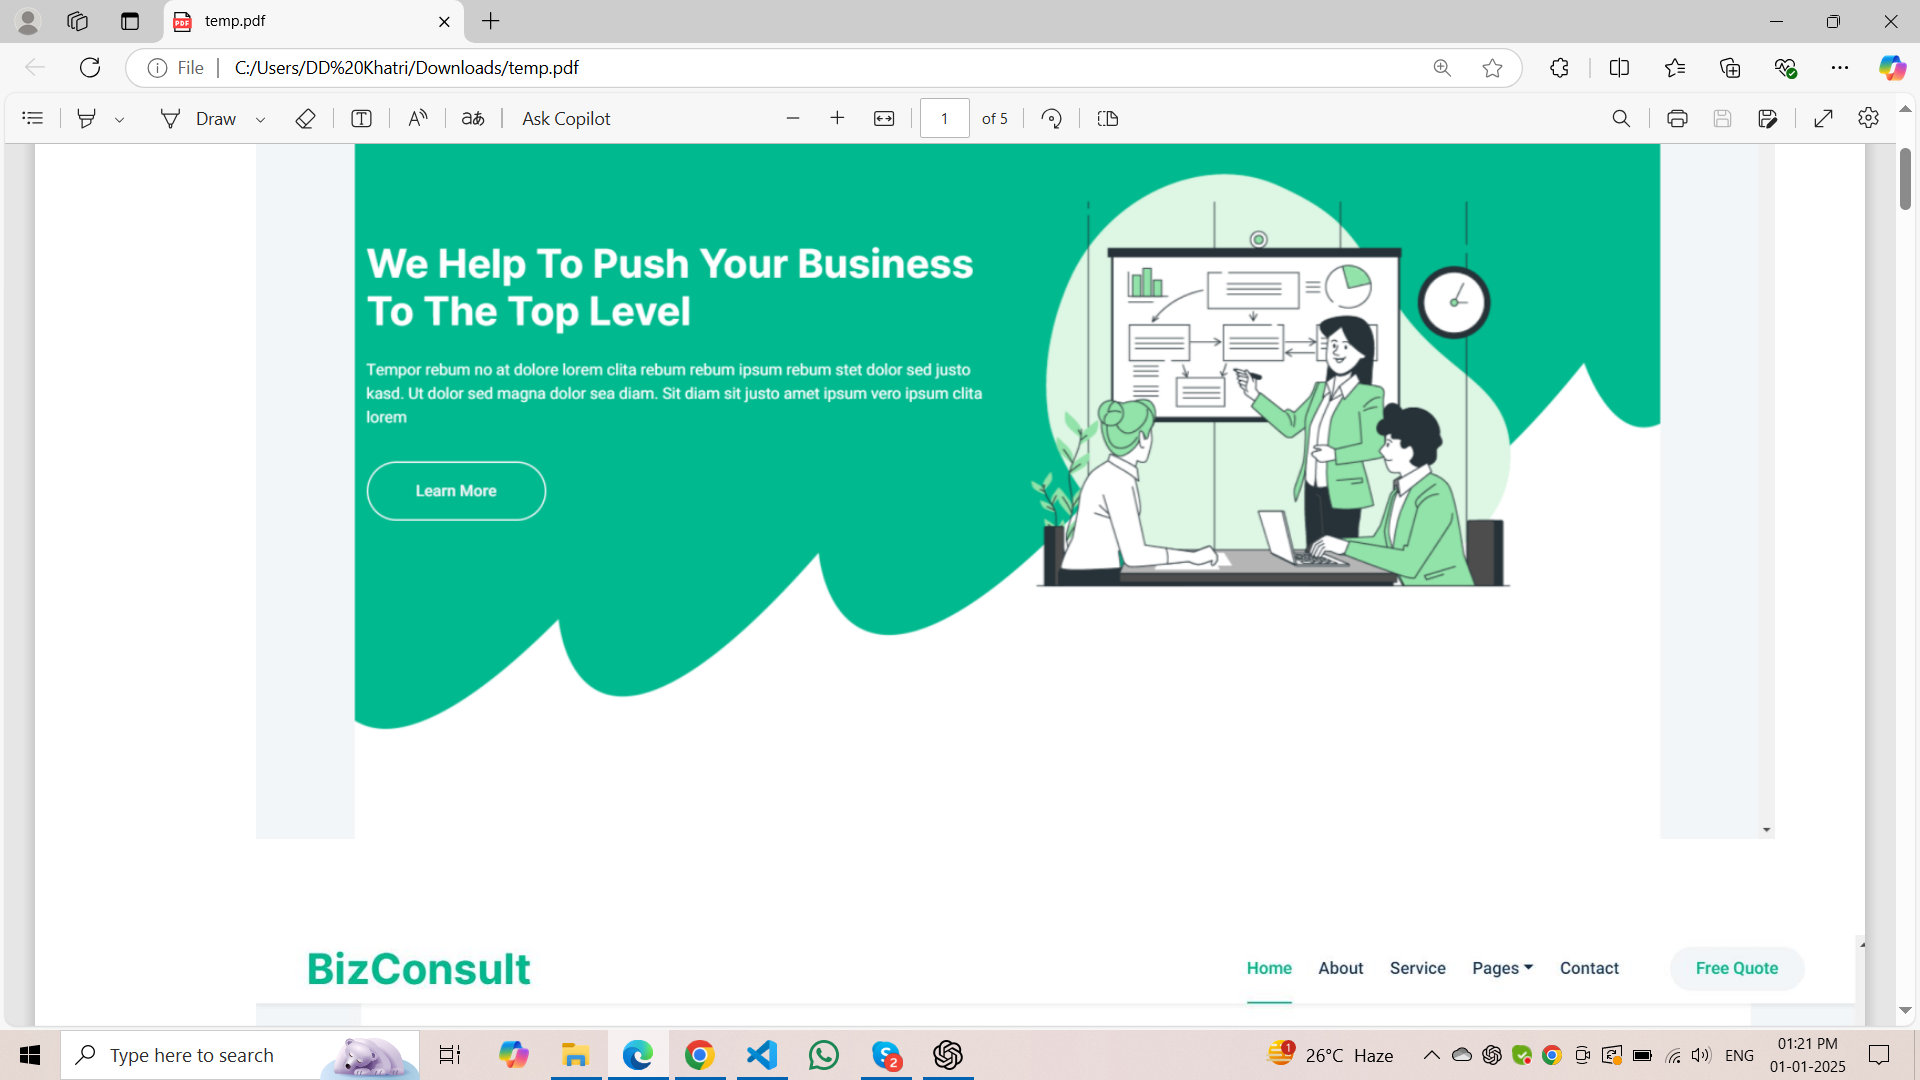 temp.pdf
File
C:/Users/DD%20Khatri/Downloads/temp.pdf
Draw
Ask Copilot
1
of 5
We Help To Push Your Business
To The Top Level
Tempor rebum no at dolore lorem clita rebum rebum ipsum rebum stet dolor sed justo
kasd. Ut dolor sed magna dolor sea diam. Sit diam sit justo amet ipsum vero ipsum clita
lorem
Learn More
BizConsult
Home
About
Service
Pages
Contact
Free Quote
Type here to search
2
1
26°C Haze
ENG
01:21 PM
01-01-2025